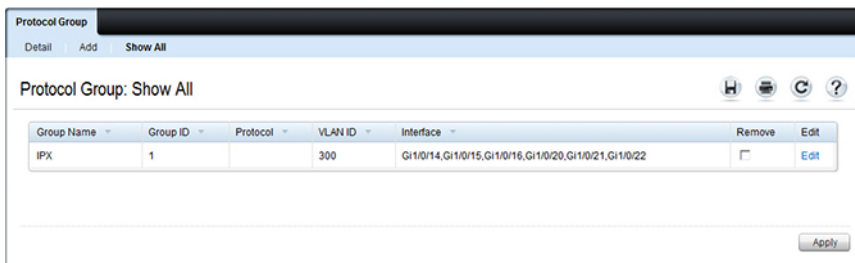 Protocol Group
Detail Add Show All
Protocol Group: Show All
?
Group Name Group ID Protocol VLAN ID Interface Remove Edit
IPX 1 300 Gi1/0/14,Gi1/0/15,Gi1/0/16,Gi1/0/20,Gi1/0/21,Gi1/0/22 Edit
Apply